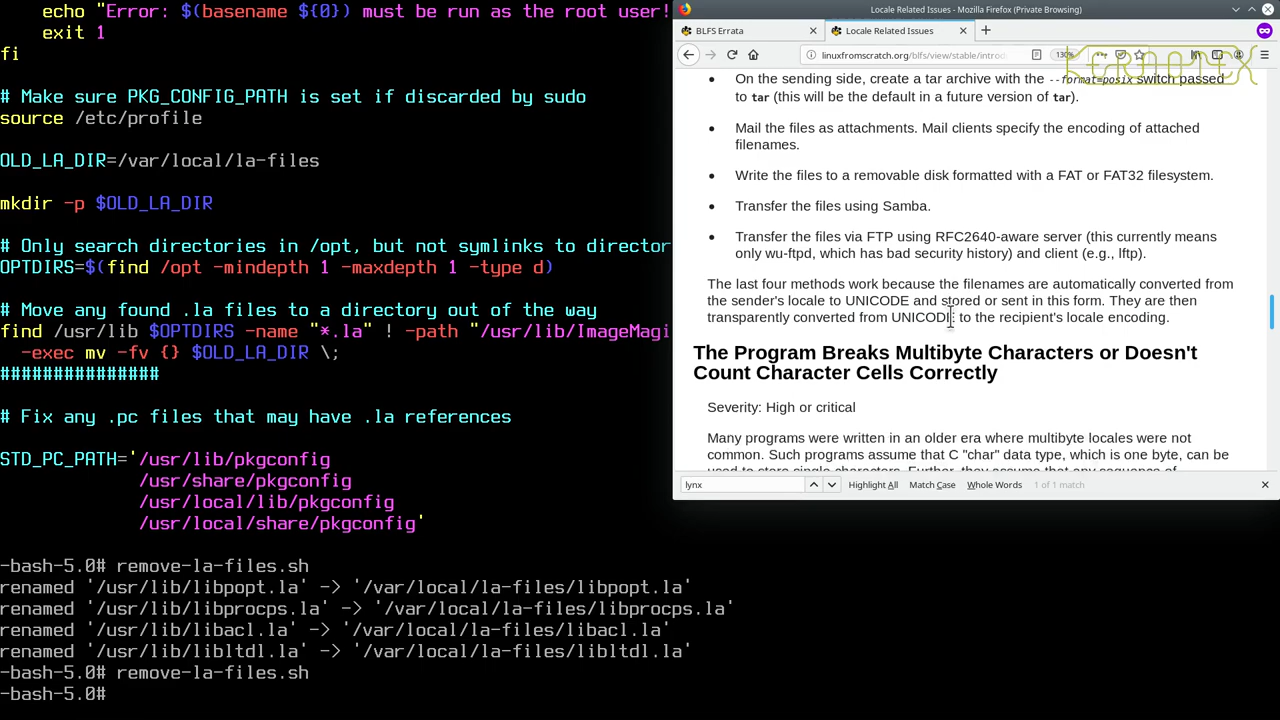 echo "Error: $(basename ${0}) must be run as the root user!
exit 1
fi
# Make sure PKG_CONFIG_PATH is set if discarded by sudo
source /etc/profile
OLD_LA_DIR=/var/local/la-files
mkdir -p $OLD_LA_DIR
# Only search directories in /opt, but not symlinks to director
OPTDIRS=$(find /opt -mindepth 1 -maxdepth 1 -type d)
# Move any found .la files to a directory out of the way
find /usr/lib $OPTDIRS -name "*.la" ! -path "/usr/lib/ImageMagi
-exec mv -fv {} $OLD_LA_DIR \;
###############
# Fix any .pc files that may have .la references
STD_PC_PATH='/usr/lib/pkgconfig
/usr/share/pkgconfig
/usr/local/lib/pkgconfig
/usr/local/share/pkgconfig'
-bash-5.0# remove-la-files.sh
renamed '/usr/lib/libpopt.la' -> '/var/local/la-files/libpopt.la'
renamed '/usr/lib/libprocps.la' -> '/var/local/la-files/libprocps.la'
renamed '/usr/lib/libacl.la' -> '/var/local/la-files/libacl.la'
renamed '/usr/lib/libltdl.la' -> '/var/local/la-files/libltdl.la'
-bash-5.0# remove-la-files.sh
-bash-5.0#
Locale Related Issues - Mozilla Firefox (Private Browsing)
BLFS Errata
Locale Related Issues
linuxfromscratch.org/blfs/view/stable/introd
130%
On the sending side, create a tar archive with the --format=posix switch passed
to tar (this will be the default in a future version of tar).
Mail the files as attachments. Mail clients specify the encoding of attached
filenames.
Write the files to a removable disk formatted with a FAT or FAT32 filesystem.
Transfer the files using Samba.
Transfer the files via FTP using RFC2640-aware server (this currently means
only wu-ftpd, which has bad security history) and client (e.g., lftp).
The last four methods work because the filenames are automatically converted from
the sender's locale to UNICODE and stored or sent in this form. They are then
transparently converted from UNICODE to the recipient's locale encoding.
The Program Breaks Multibyte Characters or Doesn't
Count Character Cells Correctly
Severity: High or critical
Many programs were written in an older era where multibyte locales were not
common. Such programs assume that C "char" data type, which is one byte, can be
used to store single characters. Further, they assume that any sequence of
lynx
Highlight All
Match Case
Whole Words
1 of 1 match